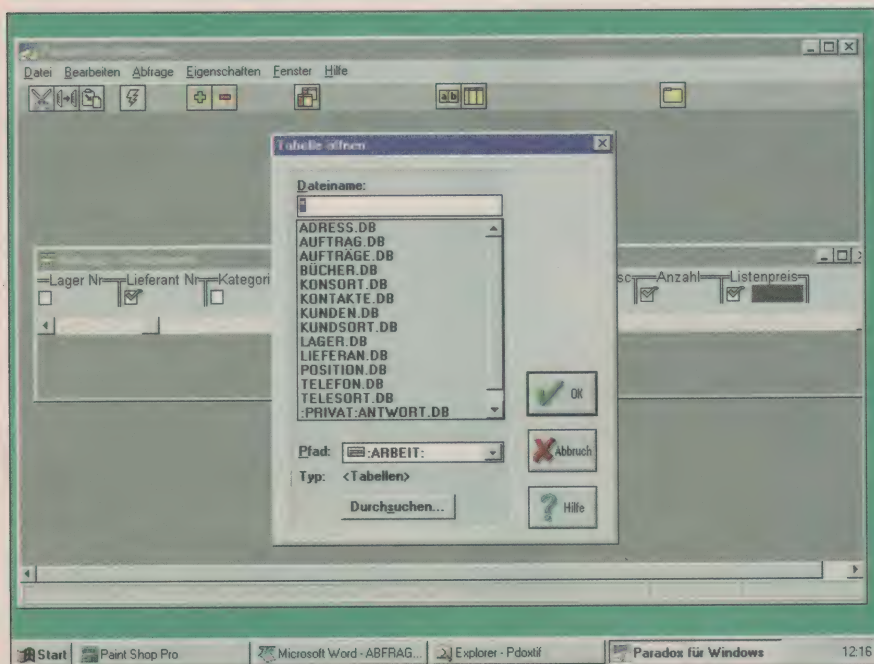 Datei Bearbeiten Abfrage Eigenschaften Fenster Hilfe
Tabelle öffnen
Dateiname:
ADRESS.DB
AUFTRAG.DB
AUFTRÄGE.DB
BÜCHER.DB
KONSORT.DB
KONTAKTE.DB
KUNDEN.DB
KUNDSORT.DB
LAGER.DB
LIEFERAN.DB
POSITION.DB
TELEFON.DB
TELESORT.DB
:PRIVAT:ANTWORT.DB
Pfad: :ARBEIT:
Typ: <Tabellen>
Durchsuchen...
OK
Abbruch
Hilfe
Lager Nr Lieferant Nr Kategori
sc Anzahl Listenpreis
Start Paint Shop Pro Microsoft Word - ABFRAG... Explorer - Pdoxtif Paradox für Windows 12:16